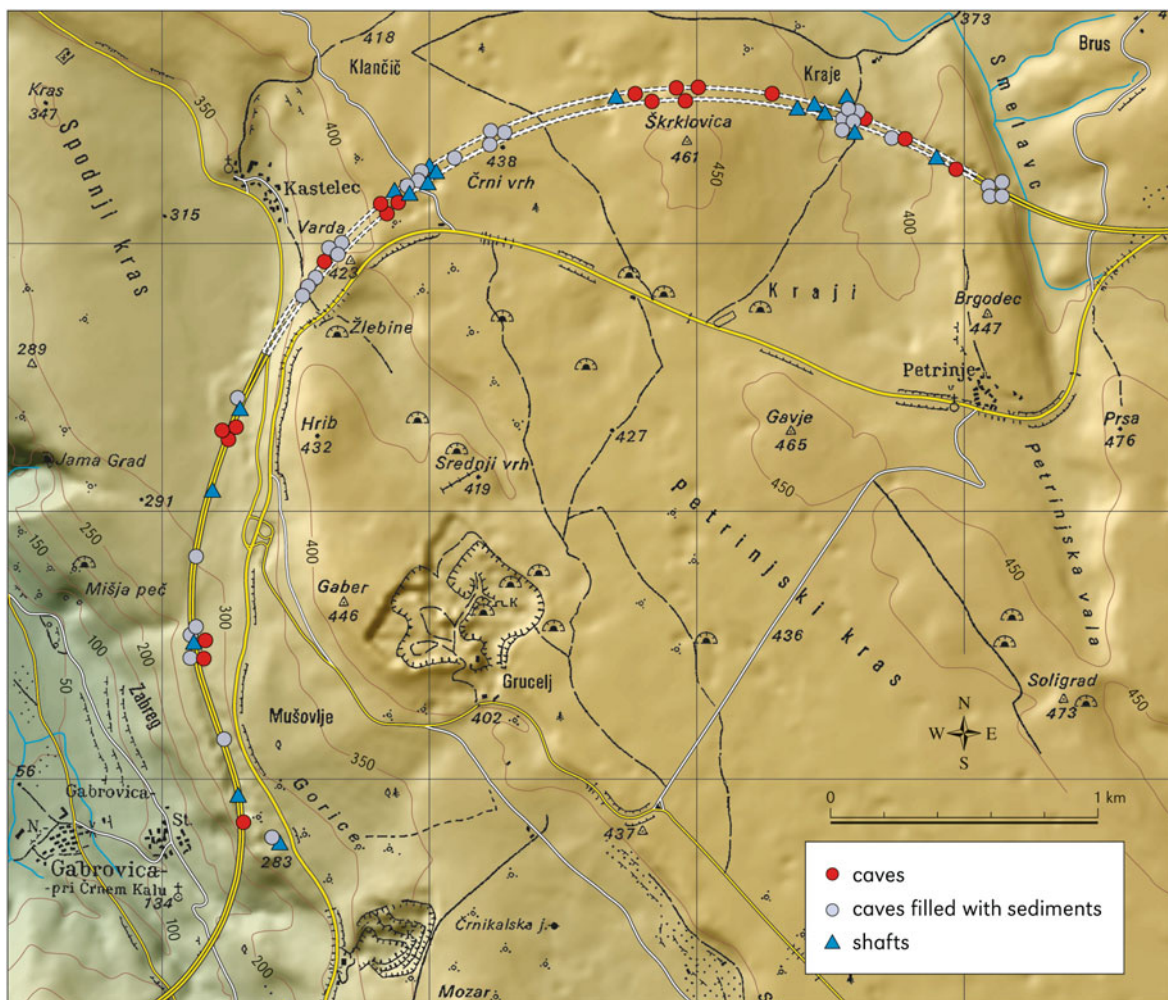 418
373
Klančič
Kraje
Brus
Smelavc
Kras
347
350
400
Škrklovica
461
450
438
Črni vrh
Kastelec
Spodnji kras
315
Varda
423
400
Kraji
Brgodec
447
Žlebine
289
Petrinje
Hrib
432
Gavje
465
Prsa
476
427
Jama Grad
Srednji vrh
419
291
450
250
150
200
Petrinjski kras
Petrinjska vala
400
Mišja peč
Gaber
446
K
300
100
200
450
436
50
Zabreg
Grucelj
402
Soligrad
473
450
Mušovlje
N
W E
S
350
56
Gabrovica
Gorice
0 1 km
N.
St.
437
283
Gabrovica
pri Črnem Kalu
134
100
200
Črnikalska j.
Mozar
caves
caves filled with sediments
shafts